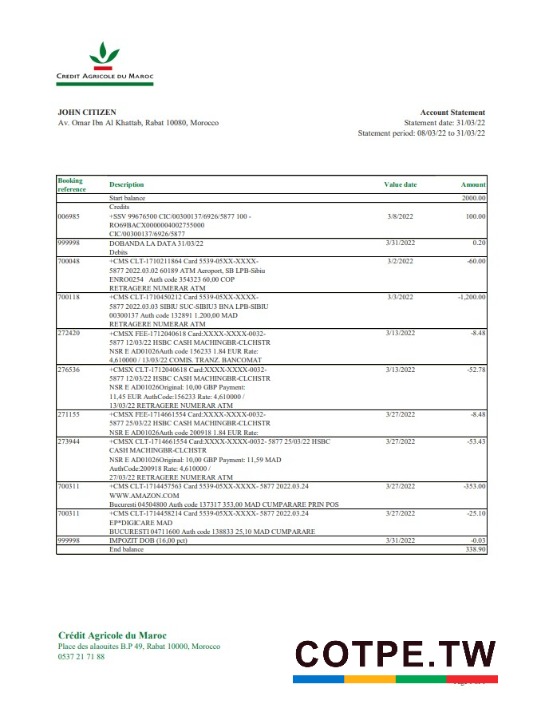 CREDIT AGRICOLE DU MAROC
JOHN CITIZEN
Av. Omar Ibn Al Khattab, Rabat 10080, Morocco
Account Statement
Statement date: 31/03/22
Statement period: 08/03/22 to 31/03/22
Booking reference Description Value date Amount
Start balance 2000.00
Credits
006985 +SSV 99676500 CIC/00300137/6926/5877 100 - 3/8/2022 100.00
RO69BACX0000004002755000
CIC/00300137/6926/5877
999998 DOBANDA LA DATA 31/03/22 3/31/2022 0.20
Debits
700048 +CMS CLT-1710211864 Card 5539-05XX-XXXX- 3/2/2022 -60.00
5877 2022.03.02 60189 ATM Aeroport, SB LPB-Sibiu
ENRO0254 Auth code 354323 60,00 COP
RETRAGERE NUMERAR ATM
700118 +CMS CLT-1710450212 Card 5539-05XX-XXXX- 3/3/2022 -1,200.00
5877 2022.03.03 SIBIU SUC-SIBIU3 BNA LPB-SIBIU
00300137 Auth code 132891 1.200,00 MAD
RETRAGERE NUMERAR ATM
272420 +CMSX FEE-1712040618 Card:XXXX-XXXX-0032- 3/13/2022 -8.48
5877 12/03/22 HSBC CASH MACHINGBR-CLCHSTR
NSR E AD01026Auth code 156233 1,84 EUR Rate:
4,610000 / 13/03/22 COMIS. TRANZ. BANCOMAT
276536 +CMSX CLT-1712040618 Card:XXXX-XXXX-0032- 3/13/2022 -52.78
5877 12/03/22 HSBC CASH MACHINGBR-CLCHSTR
NSR E AD01026Original: 10,00 GBP Payment:
11,45 EUR AuthCode:156233 Rate: 4,610000 /
13/03/22 RETRAGERE NUMERAR ATM
271155 +CMSX FEE-1714661554 Card:XXXX-XXXX-0032- 3/27/2022 -8.48
5877 25/03/22 HSBC CASH MACHINGBR-CLCHSTR
NSR E AD01026Auth code 200918 1.84 EUR Rate:
273944 +CMSX CLT-1714661554 Card:XXXX-XXXX-0032- 5877 25/03/22 HSBC 3/27/2022 -53.43
CASH MACHINGBR-CLCHSTR
NSR E AD01026Original: 10,00 GBP Payment: 11,59 MAD
AuthCode:200918 Rate: 4,610000 /
27/03/22 RETRAGERE NUMERAR ATM
700511 +CMS CLT-1714457563 Card 5539-05XX-XXXX- 5877 2022.03.24 3/27/2022 -353.00
WWW.AMAZON.COM
Bucuresti 04504800 Auth code 137317 353,00 MAD CUMPARARE PRIN POS
700311 +CMS CLT-1714458214 Card 5539-05XX-XXXX- 5877 2022.03.24 3/27/2022 -25.10
EP*DIGICARE MAD
BUCURESTI 04711600 Auth code 138833 25,10 MAD CUMPARARE
999998 IMPOZIT DOB (16,00 pct) 3/31/2022 -0.03
End balance 338.90
Crédit Agricole du Maroc
Place des alaouites B.P 49, Rabat 10000, Morocco
0537 21 71 88
COTPE.TW